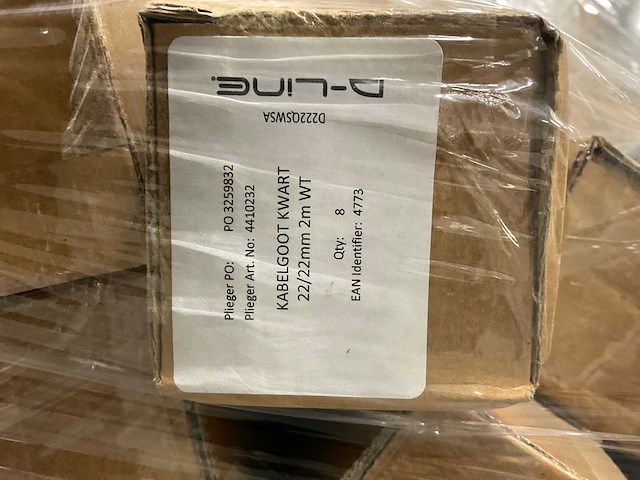 D-Line.
D222QSWSA
Plieger PO: PO 3259832
Plieger Art. No: 4410232
KABELGOOT KWART
22/22mm 2m WT
Qty: 8
EAN Identifier: 4773